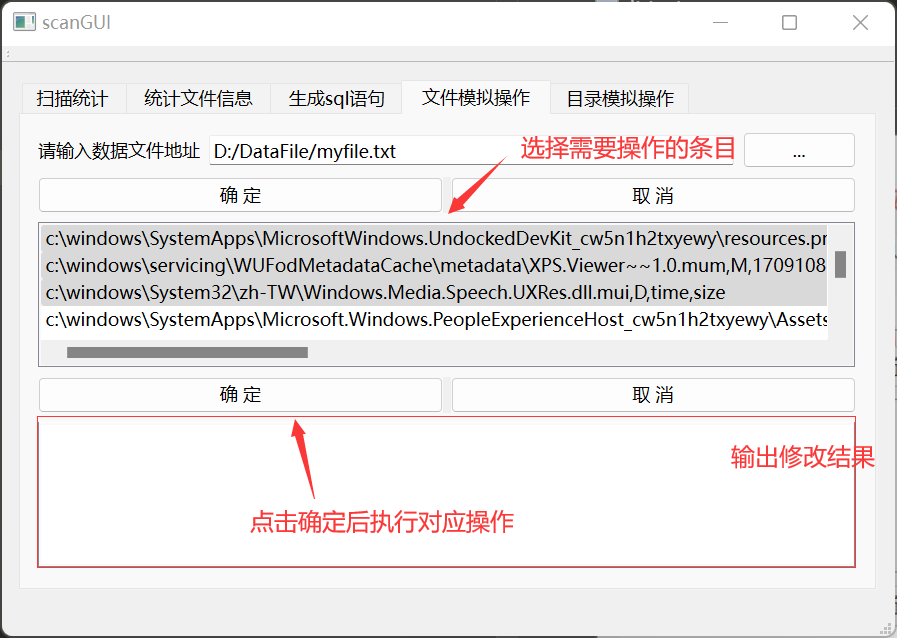 scanGUI
扫描统计 统计文件信息 生成sql语句 文件模拟操作 目录模拟操作
请输入数据文件地址 D:/DataFile/myfile.txt 选择需要操作的条目 ...
确 定 取 消
c:\windows\SystemApps\MicrosoftWindows.UndockedDevKit_cw5n1h2txyewy\resources.pr
c:\windows\servicing\WUFodMetadataCache\metadata\XPS.Viewer~~1.0.mum,M,1709108
c:\windows\System32\zh-TW\Windows.Media.Speech.UXRes.dll.mui,D,time,size
c:\windows\SystemApps\Microsoft.Windows.PeopleExperienceHost_cw5n1h2txyewy\Assets
确 定 取 消
输出修改结果
点击确定后执行对应操作